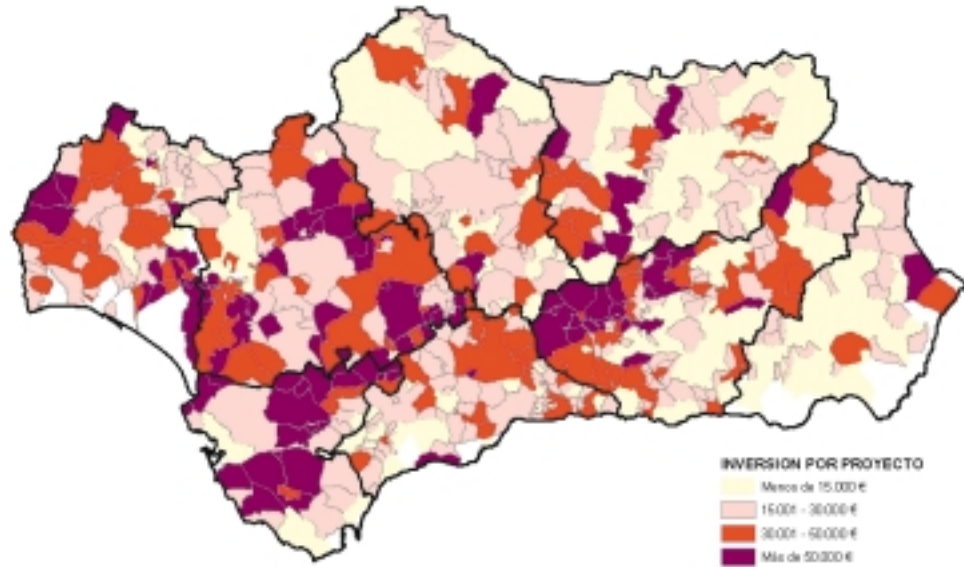 INVERSION POR PROYECTO
Menos de 15.000 €
15.001 - 30.000 €
30.001 - 50.000 €
Más de 50.000 €